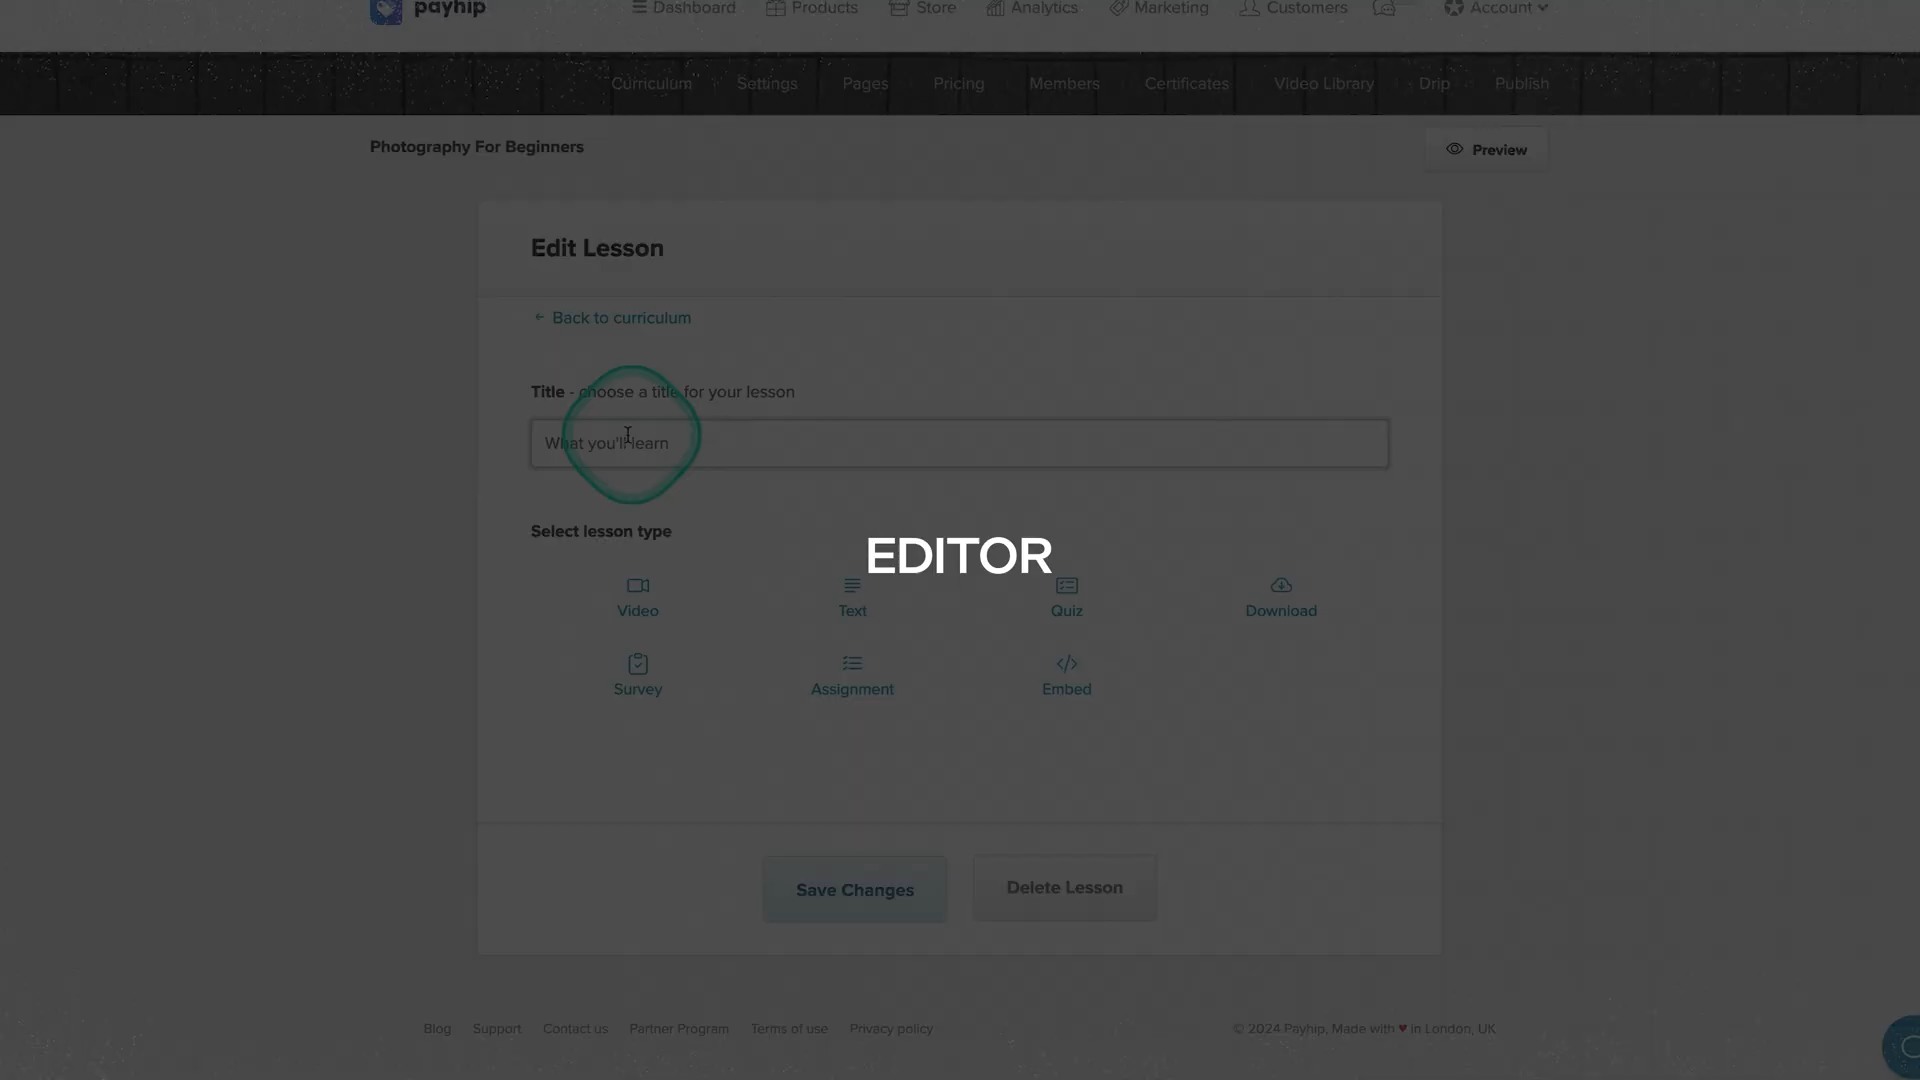 payhip Dashboard Products Store Analytics Marketing Customers Account
Curriculum Settings Pages Pricing Members Certificates Video Library Drip Publish
Photography For Beginners
Preview
Edit Lesson
← Back to curriculum
Title - choose a title for your lesson
What you'll learn
Select lesson type
EDITOR
Video Text Quiz Download
Survey Assignment Embed
Save Changes Delete Lesson
Blog Support Contact us Partner Program Terms of use Privacy policy © 2024 Payhip, Made with ♥ in London, UK